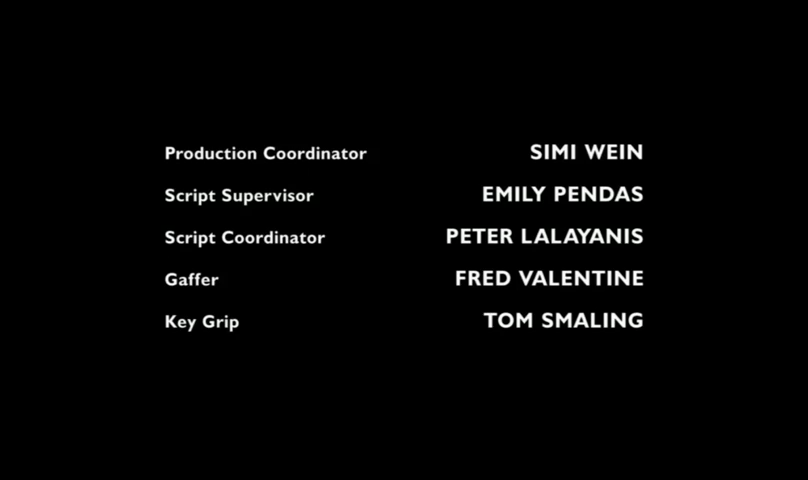 Production Coordinator SIMI WEIN
Script Supervisor EMILY PENDAS
Script Coordinator PETER LALAYANIS
Gaffer FRED VALENTINE
Key Grip TOM SMALING